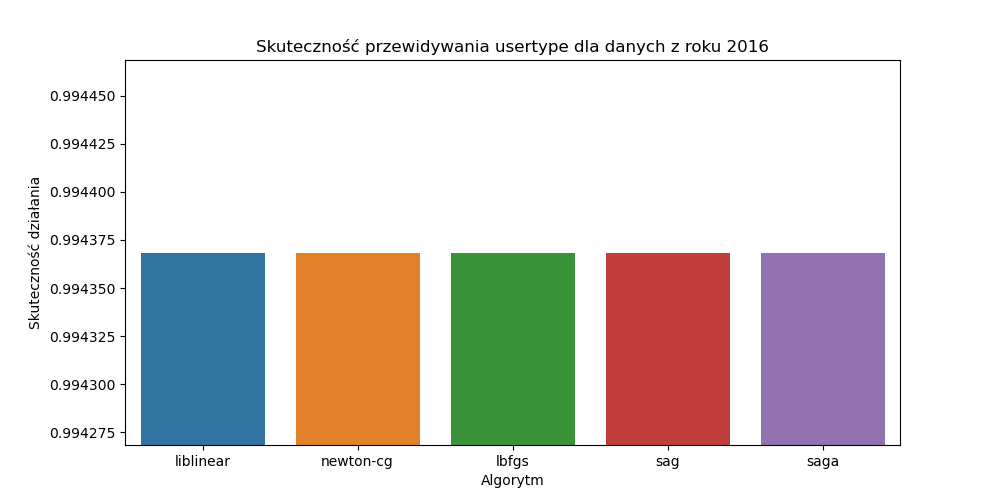 Skuteczność przewidywania usertype dla danych z roku 2016
Skuteczność działania
0.994450
0.994425
0.994400
0.994375
0.994350
0.994325
0.994300
0.994275
liblinear newton-cg lbfgs sag saga
Algorytm